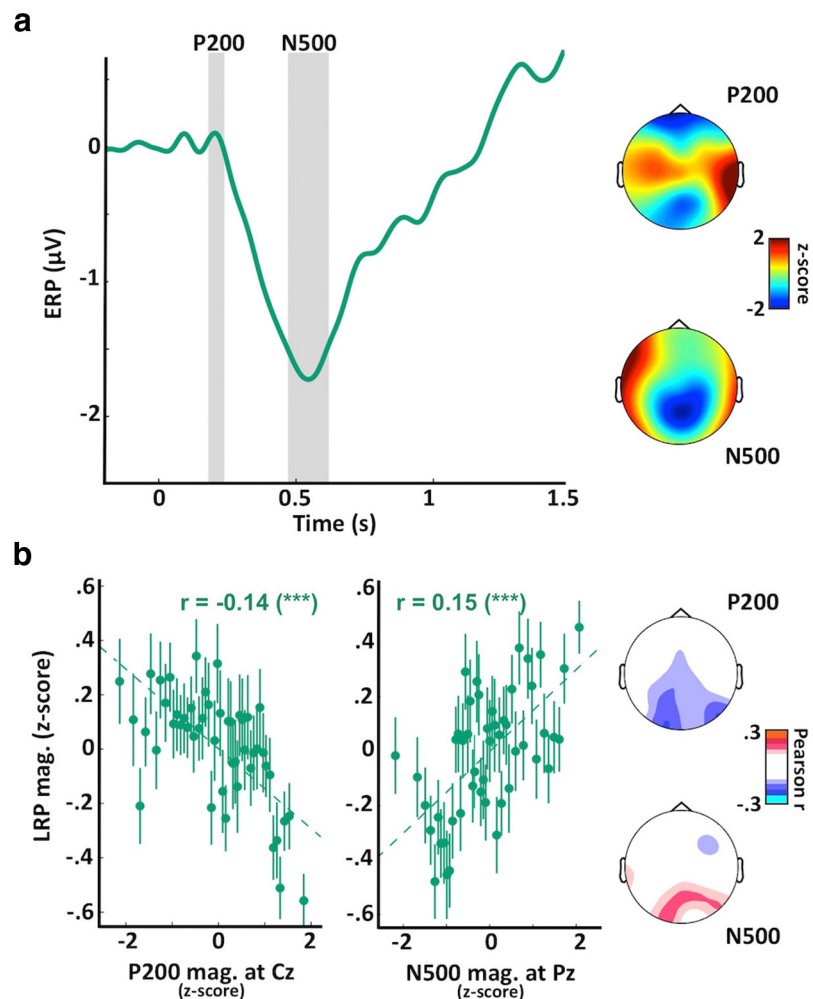 a
P200 N500
0
-1
-2
ERP (μV)
0 0.5 1 1.5
Time (s)
P200
2
-2
z-score
N500
b
.6
.4
.2
0
-.2
-.4
-.6
LRP mag. (z-score)
r = -0.14 (***)
-2 0 2
P200 mag. at Cz
(z-score)
.6
.4
.2
0
-.2
-.4
-.6
r = 0.15 (***)
-2 0 2
N500 mag. at Pz
(z-score)
P200
.3
-.3
Pearson r
N500